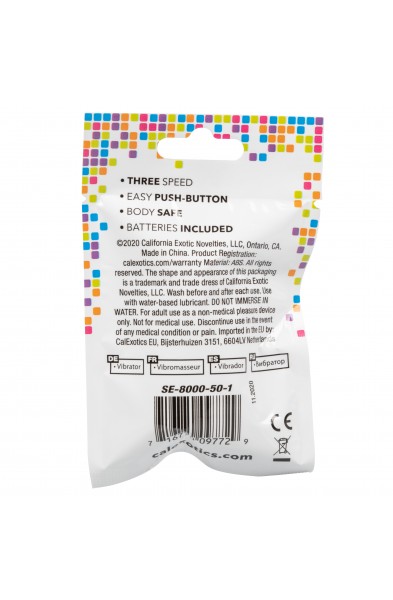 • THREE SPEED
• EASY PUSH-BUTTON
• BODY SAFE
• BATTERIES INCLUDED
©2020 California Exotic Novelties, LLC, Ontario, CA.
Made in China. Product Registration:
calexotics.com/warranty Material: ABS. All rights
reserved. The shape and appearance of this packaging
is a trademark and trade dress of California Exotic
Novelties, LLC. Wash before and after each use. Use
with water-based lubricant. DO NOT IMMERSE IN
WATER. For adult use as a non-medical pleasure device
only. Not for medical use. Discontinue use in the event
of any medical condition or pain. Imported in the EU by:
CalExotics EU, Bijsterhuizen 3151, 6604LV Netherlands
DE • Vibrator
FR • Vibromasseur
ES • Vibrador
• Вибратор
SE-8000-50-1
11.2020
CE
7 09772 9
calexotics.com